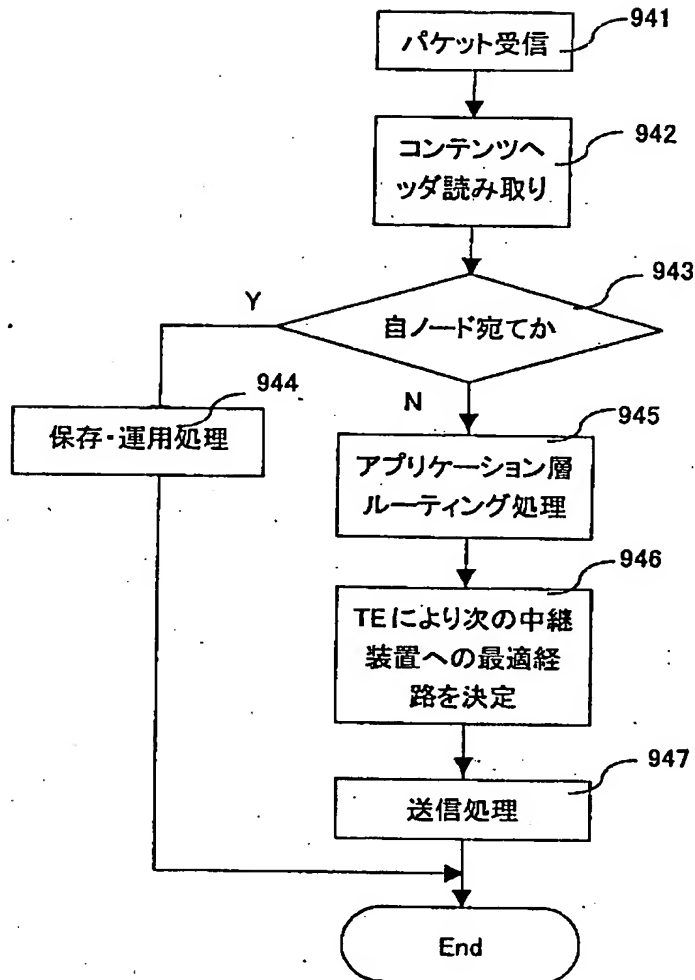 941
パケット受信
942
コンテンツヘ
ッダ読み取り
943
自ノード宛てか
Y
N
944
保存・運用処理
945
アプリケーション層
ルーティング処理
946
TEにより次の中継
装置への最適経
路を決定
947
送信処理
End